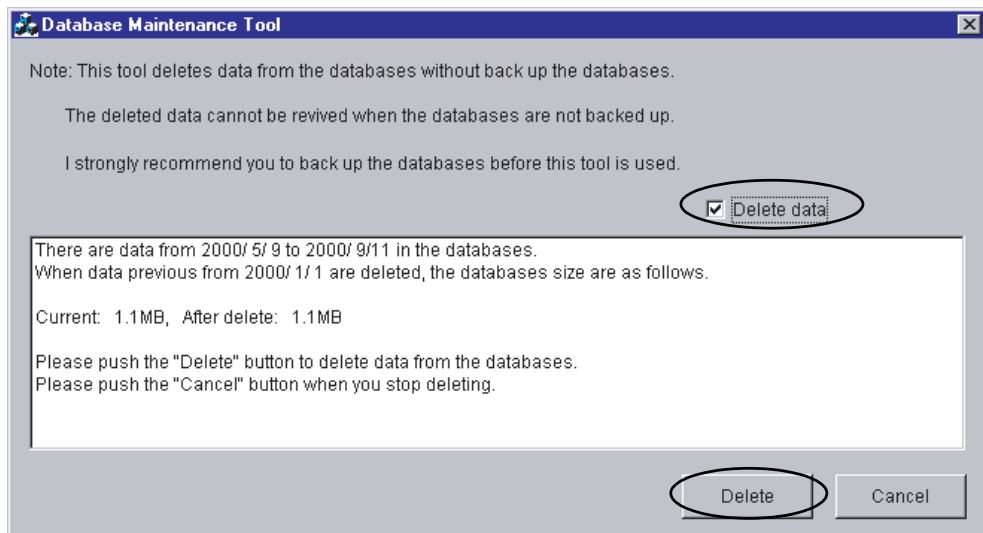 Database Maintenance Tool
Note: This tool deletes data from the databases without back up the databases.
The deleted data cannot be revived when the databases are not backed up.
I strongly recommend you to back up the databases before this tool is used.
Delete data
There are data from 2000/ 5/ 9 to 2000/ 9/11 in the databases.
When data previous from 2000/ 1/ 1 are deleted, the databases size are as follows.
Current:  1.1MB,  After delete:  1.1MB
Please push the "Delete" button to delete data from the databases.
Please push the "Cancel" button when you stop deleting.
Delete
Cancel